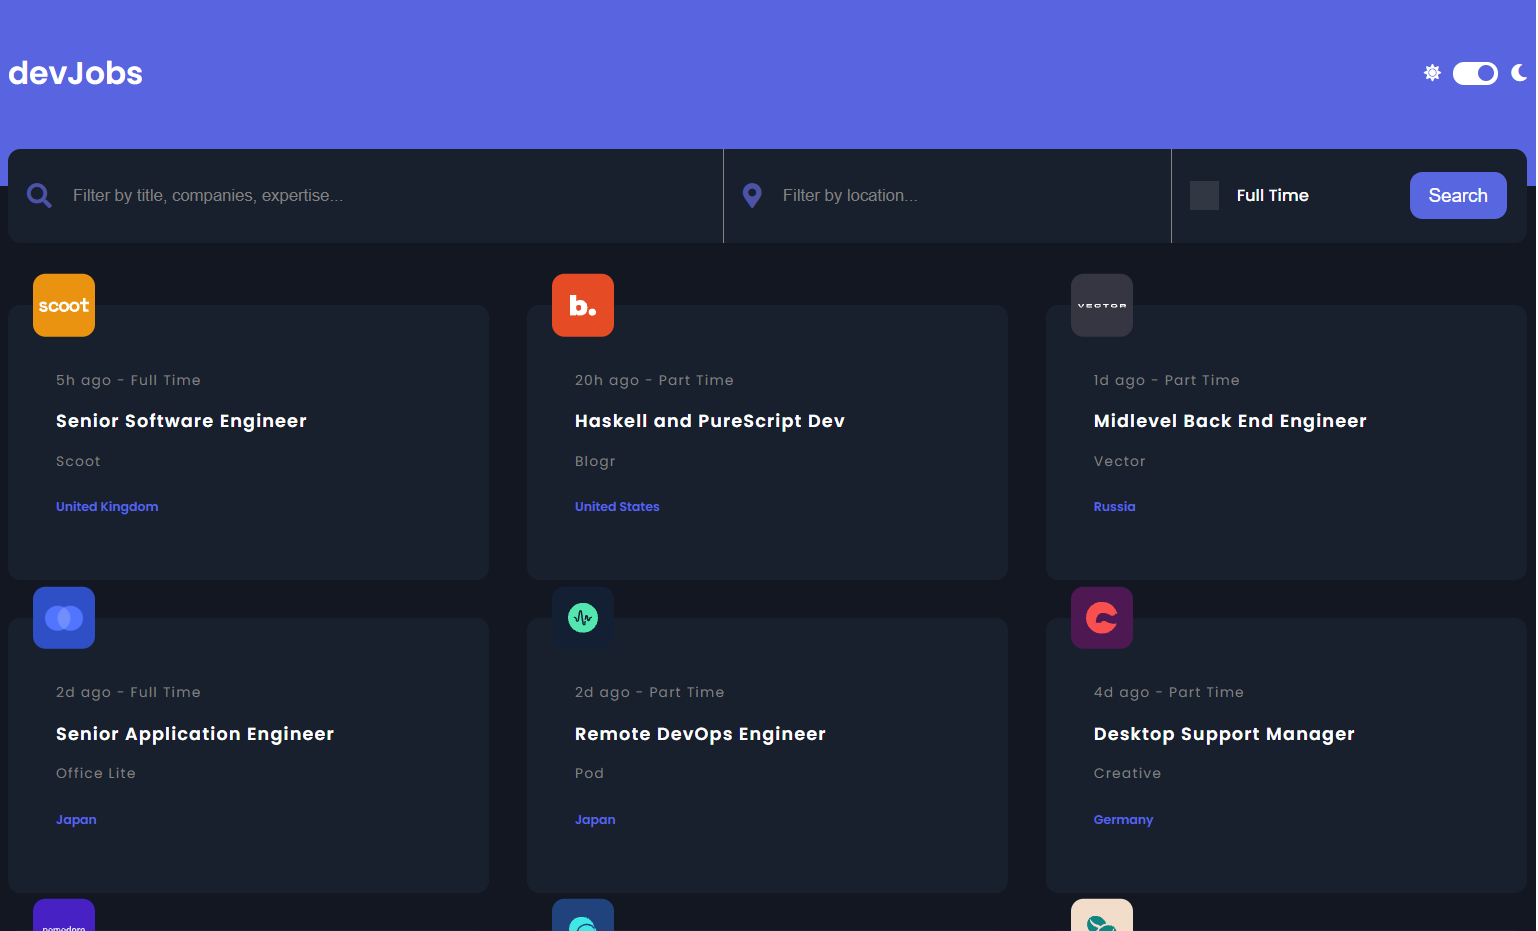 devJobs
Filter by title, companies, expertise...
Filter by location...
Full Time
Search
scoot
b.
VECTOR
5h ago - Full Time
20h ago - Part Time
1d ago - Part Time
Senior Software Engineer
Haskell and PureScript Dev
Midlevel Back End Engineer
Scoot
Blogr
Vector
United Kingdom
United States
Russia
2d ago - Full Time
2d ago - Part Time
4d ago - Part Time
Senior Application Engineer
Remote DevOps Engineer
Desktop Support Manager
Office Lite
Pod
Creative
Japan
Japan
Germany
pomodoro